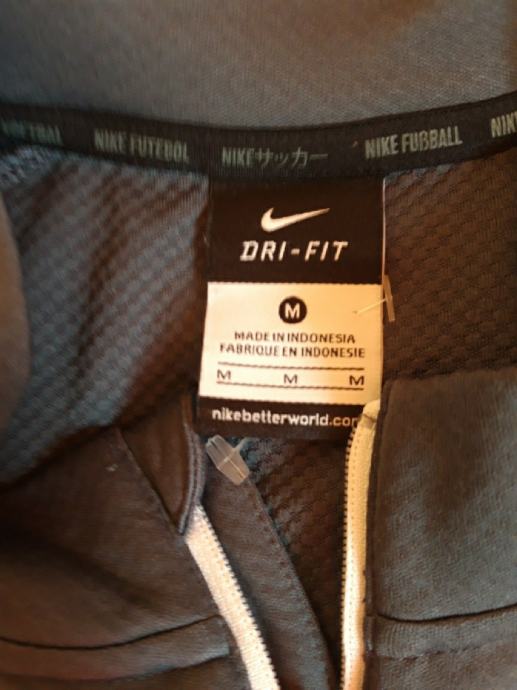 NIKE FUTEBOL NIKEサッカー NIKE FUßBALL
DRI-FIT
M
MADE IN INDONESIA
FABRIQUE EN INDONESIE
M M M
nikebetterworld.com